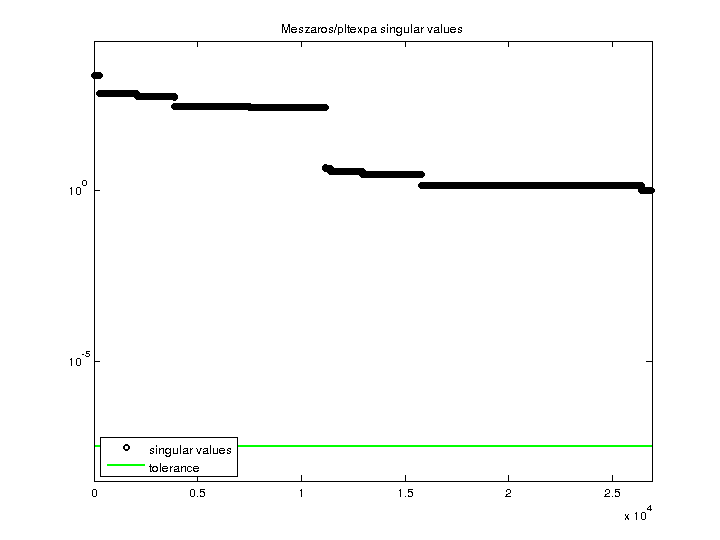 Meszaros/pltexpa singular values
10^0
10^-5
singular values
tolerance
0 0.5 1 1.5 2 2.5
x 10^4